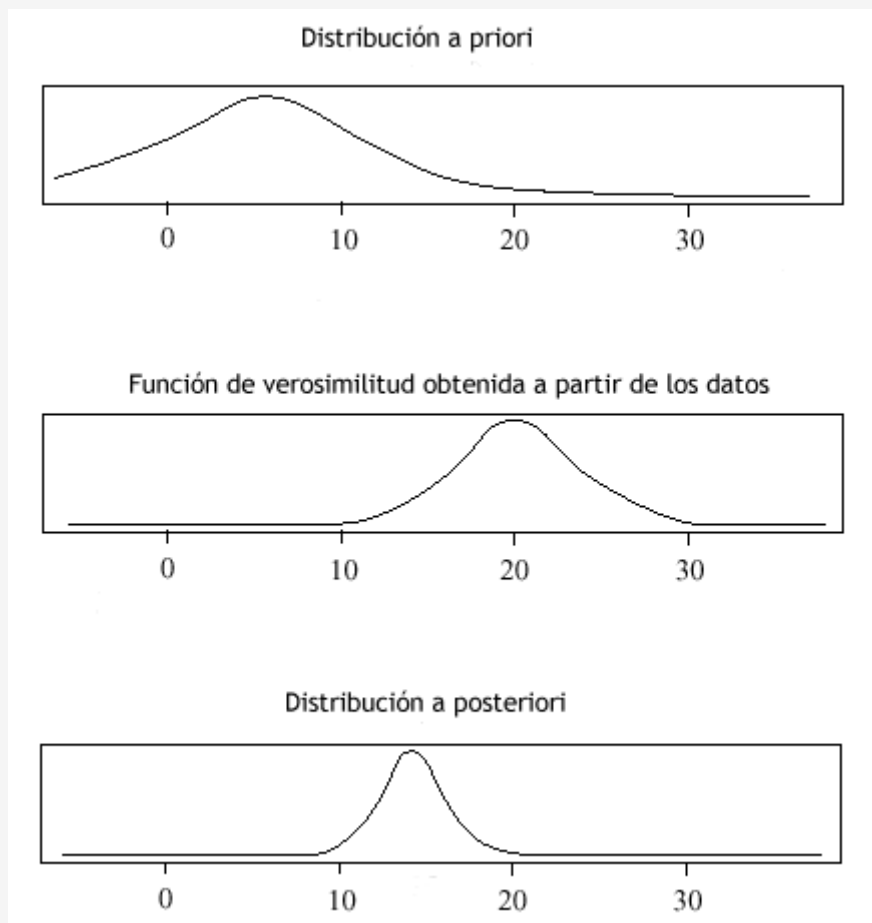 Distribución a priori
0 10 20 30
Función de verosimilitud obtenida a partir de los datos
0 10 20 30
Distribución a posteriori
0 10 20 30